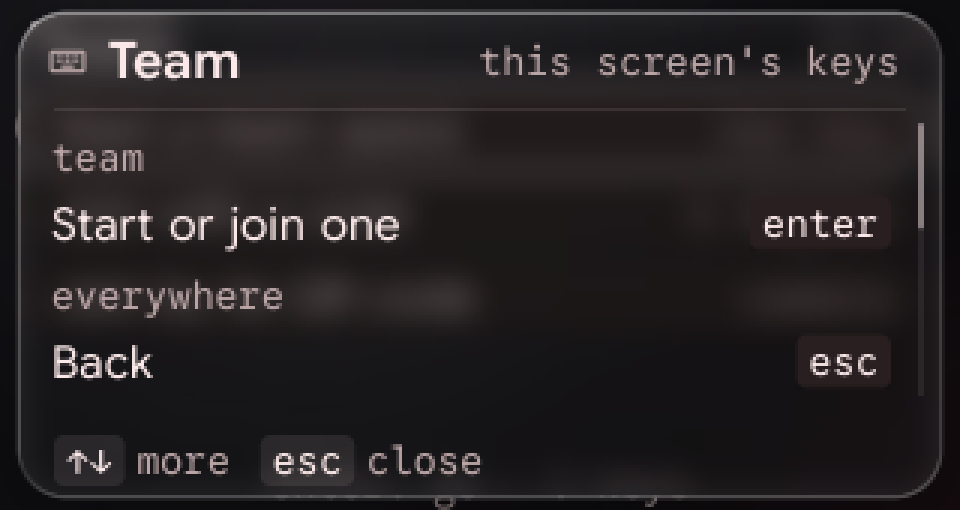 Team this screen's keys
team
Start or join one enter
everywhere
Back esc
↑↓ more esc close